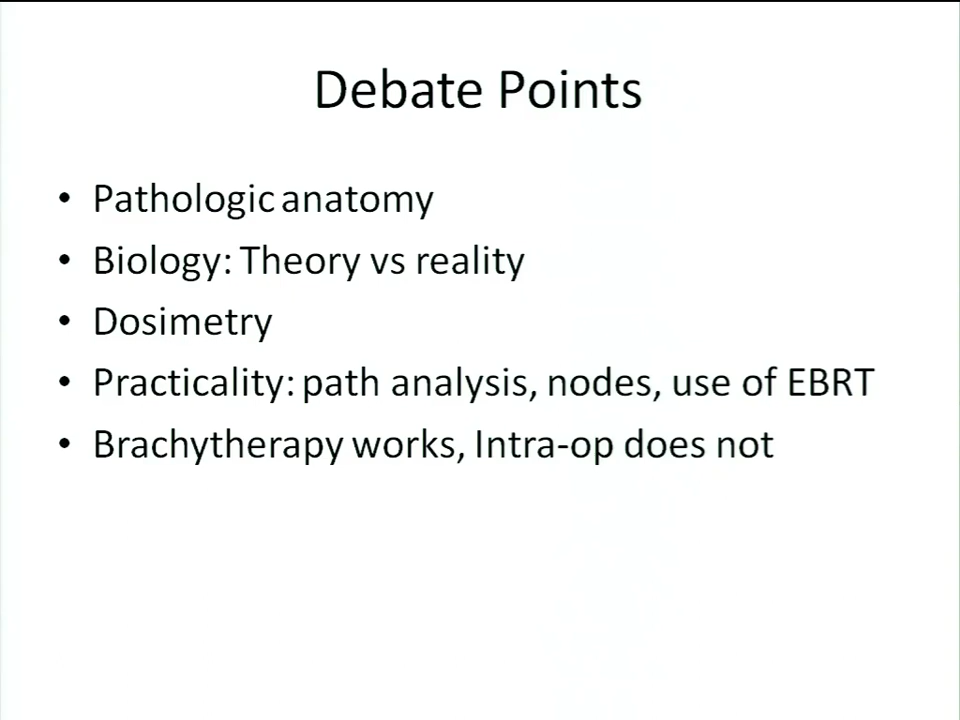 Debate Points
• Pathologic anatomy
• Biology: Theory vs reality
• Dosimetry
• Practicality: path analysis, nodes, use of EBRT
• Brachytherapy works, Intra-op does not